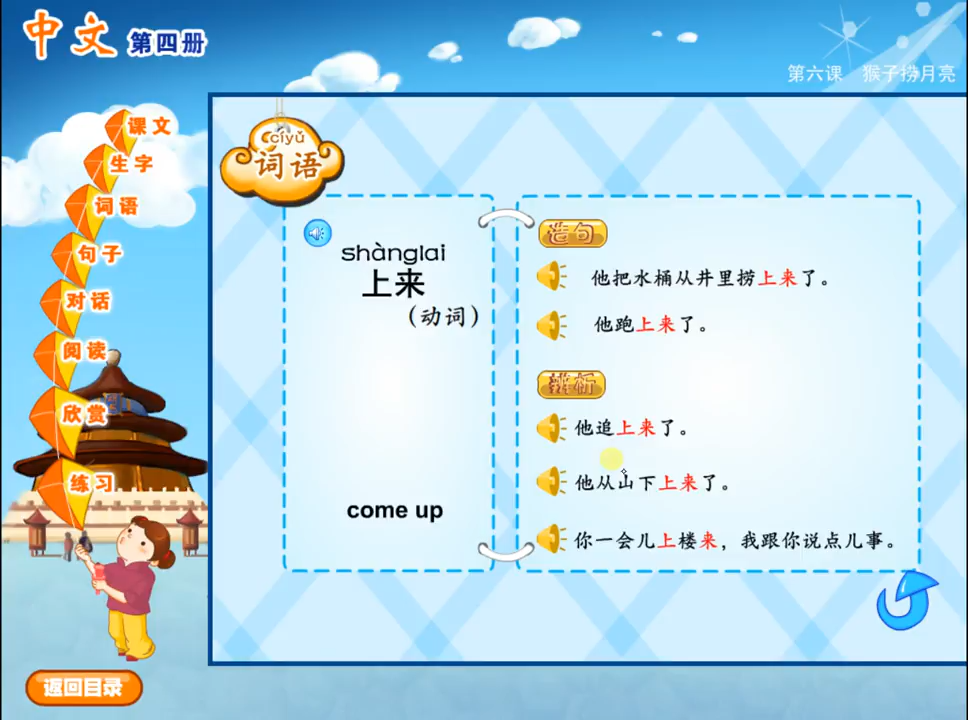 中文 第四册
第六课 猴子捞月亮
课文
生字
词语
句子
对话
阅读
欣赏
练习
返回目录
cíyǔ
词语
shànglai
上来
（动词）
come up
造句
他把水桶从井里捞上来了。
他跑上来了。
辨析
他追上来了。
他从山下上来了。
你一会儿上楼来，我跟你说点儿事。